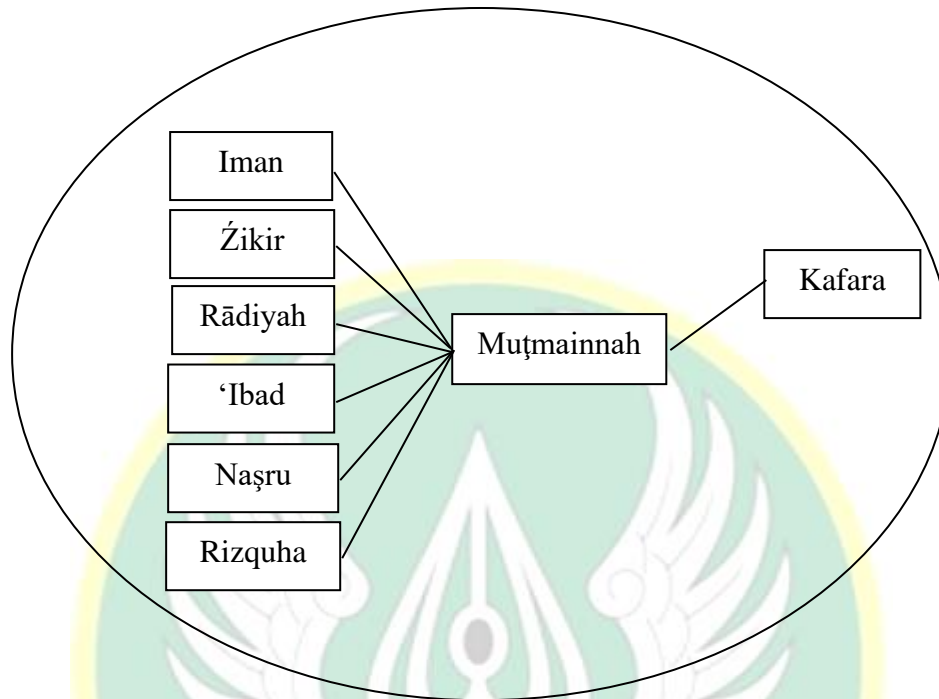 Iman
Źikir
Rādiyah
‘Ibad
Naşru
Rizquha
Muţmainnah
Kafara